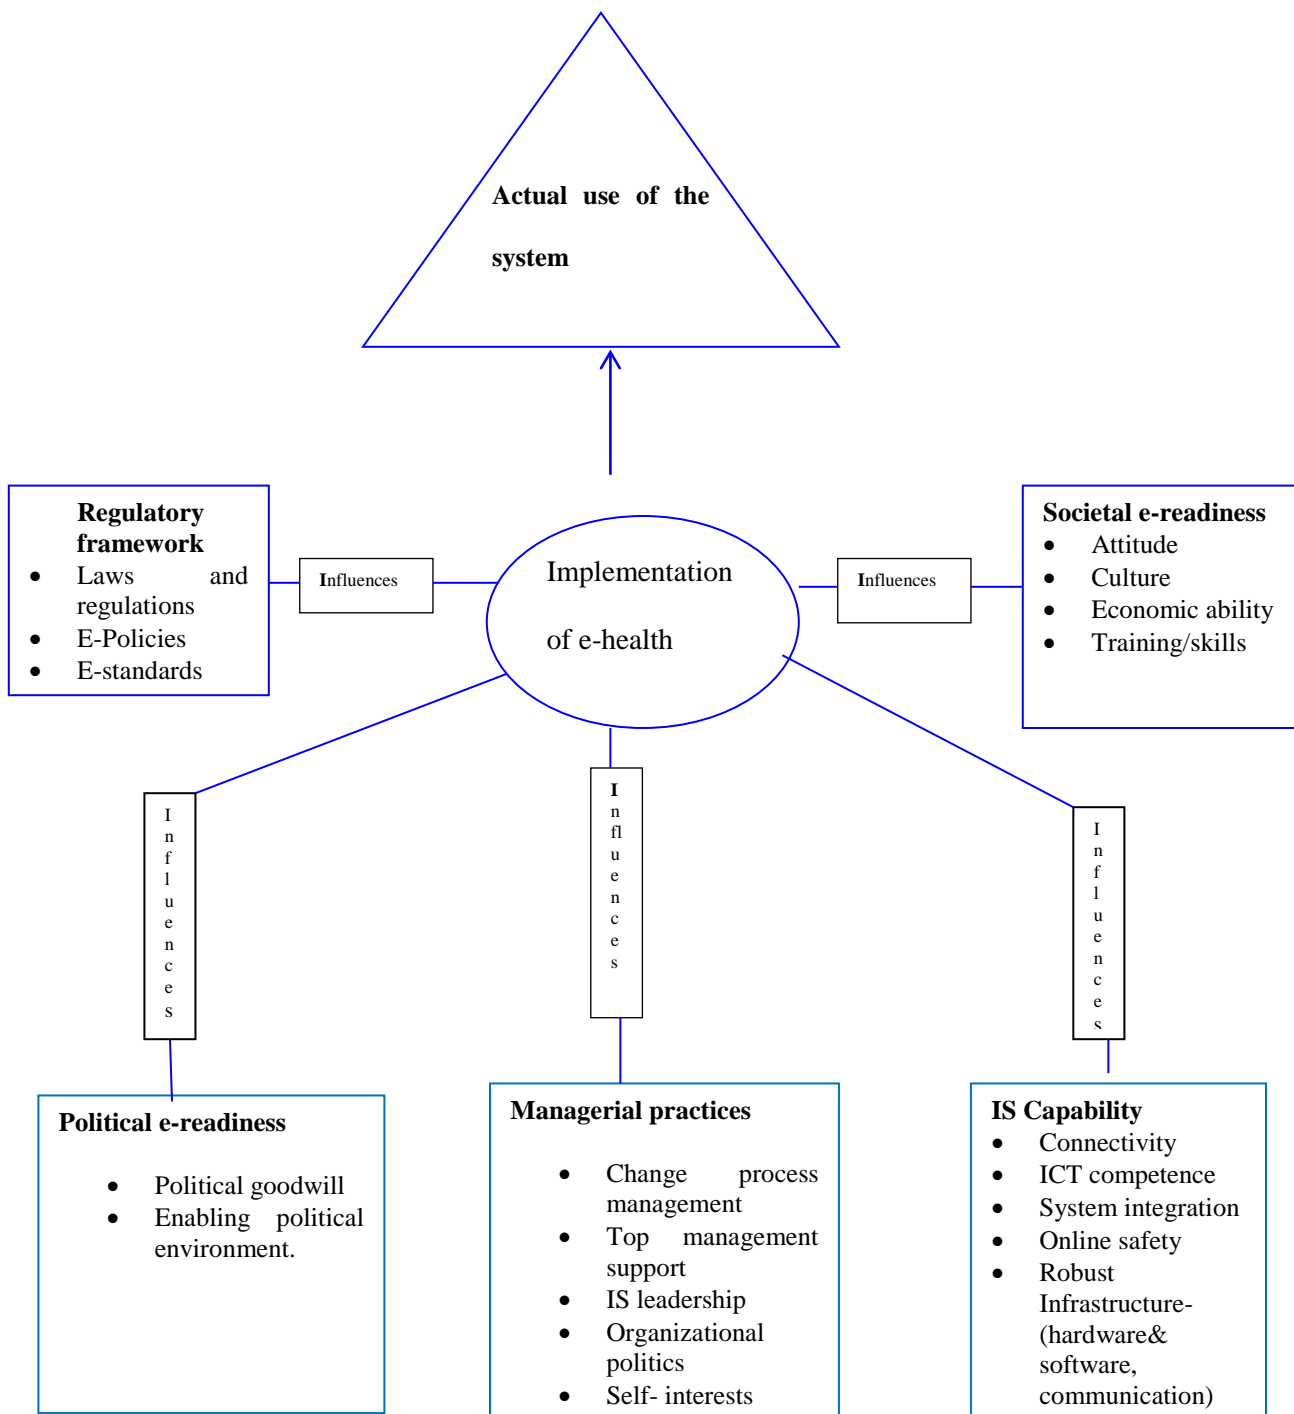 Actual use of the
system
Regulatory
framework
• Laws and
regulations
• E-Policies
• E-standards
Influences
Implementation
of e-health
Influences
Societal e-readiness
• Attitude
• Culture
• Economic ability
• Training/skills
Influences
Influences
Influences
Political e-readiness
• Political goodwill
• Enabling political
environment.
Managerial practices
• Change process
management
• Top management
support
• IS leadership
• Organizational
politics
• Self- interests
IS Capability
• Connectivity
• ICT competence
• System integration
• Online safety
• Robust
Infrastructure-
(hardware&
software,
communication)